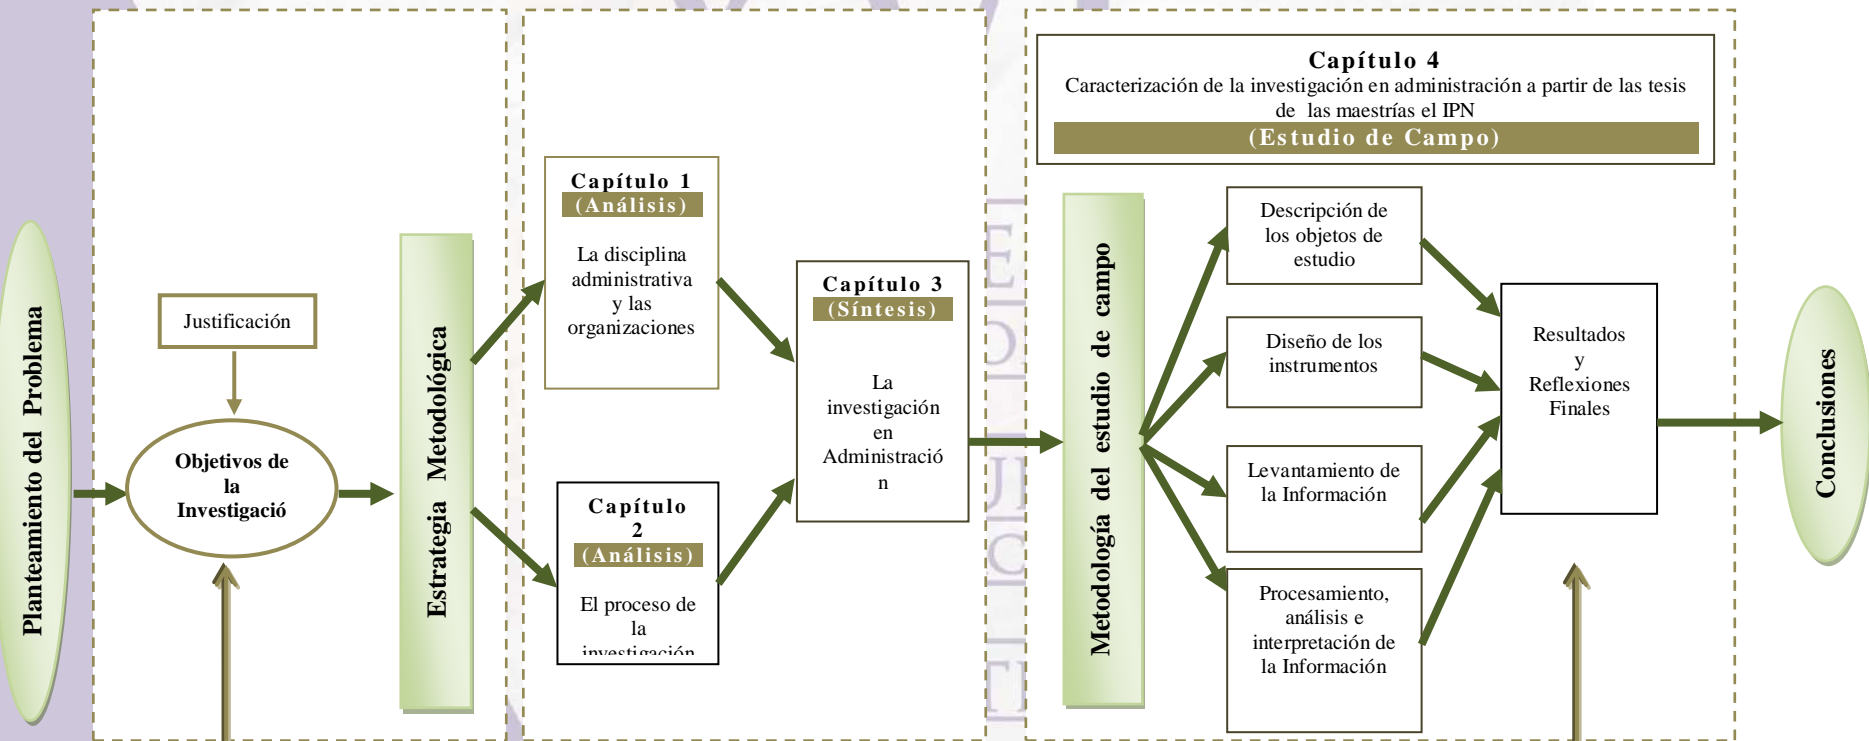 Planteamiento del Problema
Justificación
Objetivos de
la
Investigació
Estrategia Metodológica
Capítulo 1
(Análisis)
La disciplina
administrativa
y las
organizaciones
Capítulo
2
(Análisis)
El proceso de
la
investigación
Capítulo 3
(Síntesis)
La
investigación
en
Administració
n
Capítulo 4
Caracterización de la investigación en administración a partir de las tesis
de las maestrías el IPN
(Estudio de Campo)
Metodología del estudio de campo
Descripción de
los objetos de
estudio
Diseño de los
instrumentos
Levantamiento de
la Información
Procesamiento,
análisis e
interpretación de
la Información
Resultados
y
Reflexiones
Finales
Conclusiones